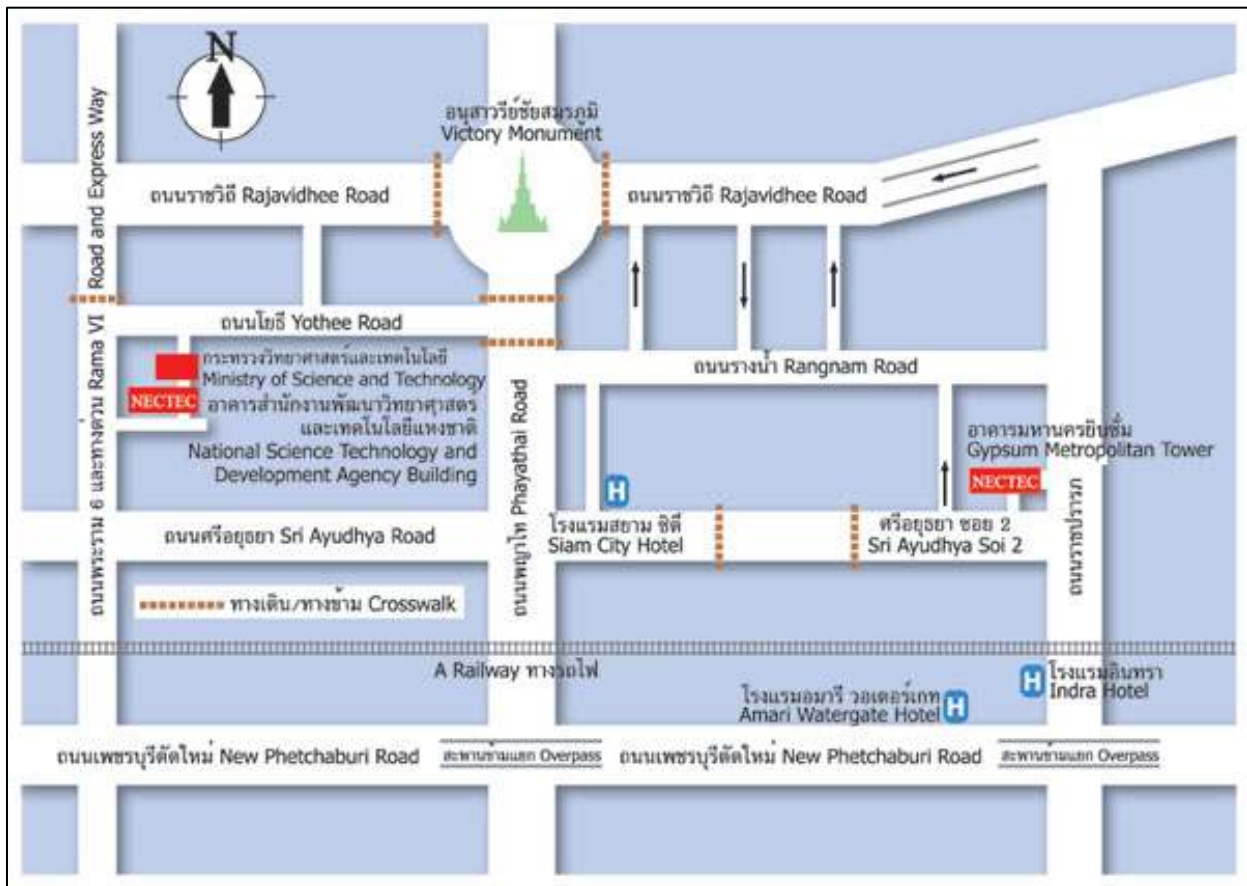 N
อนุสาวรีย์ชัยสมรภูมิ
Victory Monument
ถนนราชวิถี Rajavidhee Road
ถนนราชวิถี Rajavidhee Road
ถนนพระราม 6 และทางด่วน Rama VI Road and Express Way
ถนนโยธี Yothee Road
กระทรวงวิทยาศาสตร์และเทคโนโลยี
Ministry of Science and Technology
NECTEC
อาคารสำนักงานพัฒนาวิทยาศาสตร์
และเทคโนโลยีแห่งชาติ
National Science Technology and
Development Agency Building
ถนนพญาไท Phayathai Road
ถนนรางน้ำ Rangnam Road
อาคารมหานครยิบซั่ม
Gypsum Metropolitan Tower
NECTEC
ถนนราชปรารภ
ถนนศรีอยุธยา Sri Ayudhya Road
H
โรงแรมสยาม ซิตี
Siam City Hotel
ศรีอยุธยา ซอย 2
Sri Ayudhya Soi 2
ทางเดิน/ทางข้าม Crosswalk
A Railway ทางรถไฟ
โรงแรมอมารี วอเตอร์เกท
Amari Watergate Hotel
H
H
โรงแรมอินทรา
Indra Hotel
ถนนเพชรบุรีตัดใหม่ New Phetchaburi Road
สะพานข้ามแยก Overpass
ถนนเพชรบุรีตัดใหม่ New Phetchaburi Road
สะพานข้ามแยก Overpass